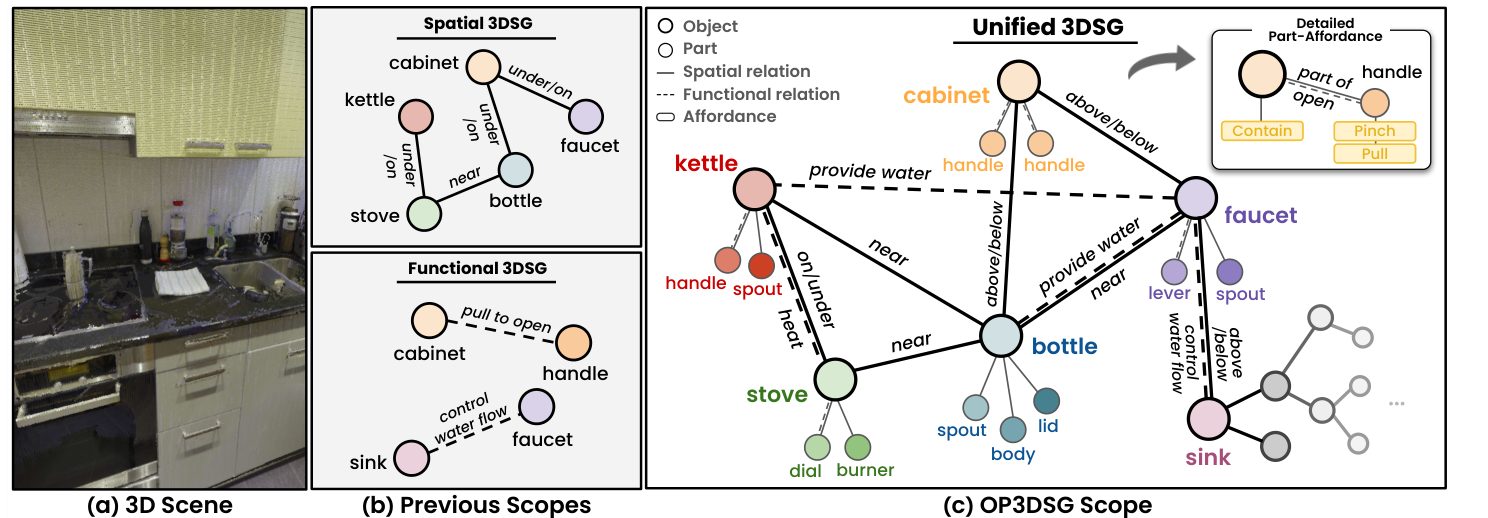 Spatial 3DSG
cabinet
under/on
kettle
under
/on
faucet
under
/on
near
bottle
stove
Functional 3DSG
pull to open
cabinet
handle
control
water flow
faucet
sink
Object
Part
Spatial relation
Functional relation
Affordance
Unified 3DSG
Detailed
Part-Affordance
part of
open
handle
Contain
Pinch
Pull
cabinet
above/below
handle
handle
kettle
provide water
faucet
near
above/below
provide water
near
handle
spout
on/under
heat
lever
spout
near
bottle
control
water flow
above
/below
stove
spout
body
lid
dial
burner
sink
...
(a) 3D Scene
(b) Previous Scopes
(c) OP3DSG Scope